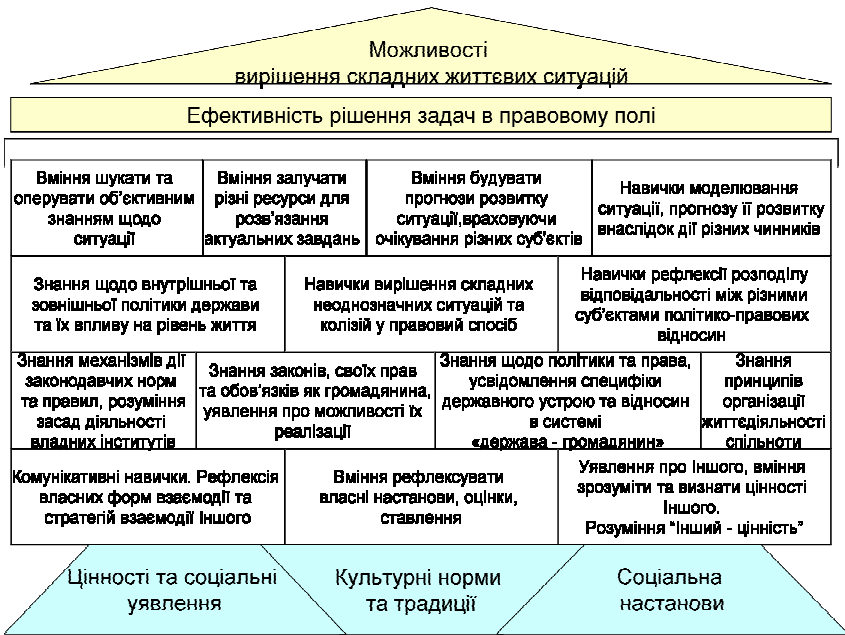 Можливості
вирішення складних життєвих ситуацій
Ефективність рішення задач в правовому полі
Вміння шукати та
оперувати об'єктивним
знанням щодо
ситуації
Вміння залучати
різні ресурси для
розв'язання
актуальних завдань
Вміння будувати
прогнози розвитку
ситуації,враховуючи
очікування різних суб'єктів
Навички моделювання
ситуації, прогнозу її розвитку
внаслідок дії різних чинників
Знання щодо внутрішньої та
зовнішньої політики держави
та їх впливу на рівень життя
Навички вирішення складних
неоднозначних ситуацій та
колізій у правовий спосіб
Навички рефлексії розподілу
відповідальності між різними
суб'єктами політико-правових
відносин
Знання механізмів дії
законодавчих норм
та правил, розуміння
засад діяльності
владних інститутів
Знання законів, своїх прав
та обов'язків як громадянина,
уявлення про можливості їх
реалізації
Знання щодо політики та права,
усвідомлення специфіки
державного устрою та відносин
в системі
«держава - громадянин»
Знання
принципів
організації
життєдіяльності
спільноти
Комунікативні навички. Рефлексія
власних форм взаємодії та
стратегій взаємодії Іншого
Вміння рефлексувати
власні настанови, оцінки,
ставлення
Уявлення про Іншого, вміння
зрозуміти та визнати цінності
Іншого.
Розуміння “Інший - цінність”
Цінності та соціальні
уявлення
Культурні норми
та традиції
Соціальна
настанови